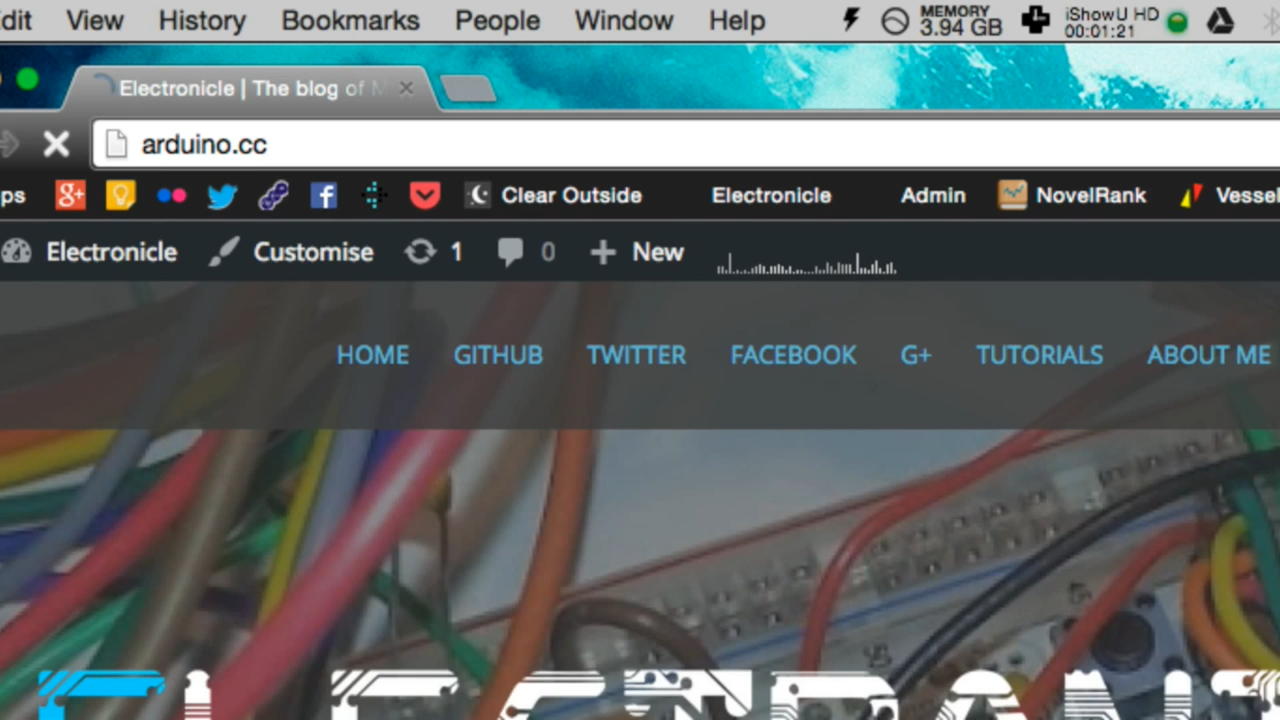 dit View History Bookmarks People Window Help MEMORY 3.94 GB iShowU HD 00:01:21
Electronicle | The blog of M
arduino.cc
ps g+ Clear Outside Electronicle Admin NovelRank Vessel
Electronicle Customise 1 0 New
HOME GITHUB TWITTER FACEBOOK G+ TUTORIALS ABOUT ME